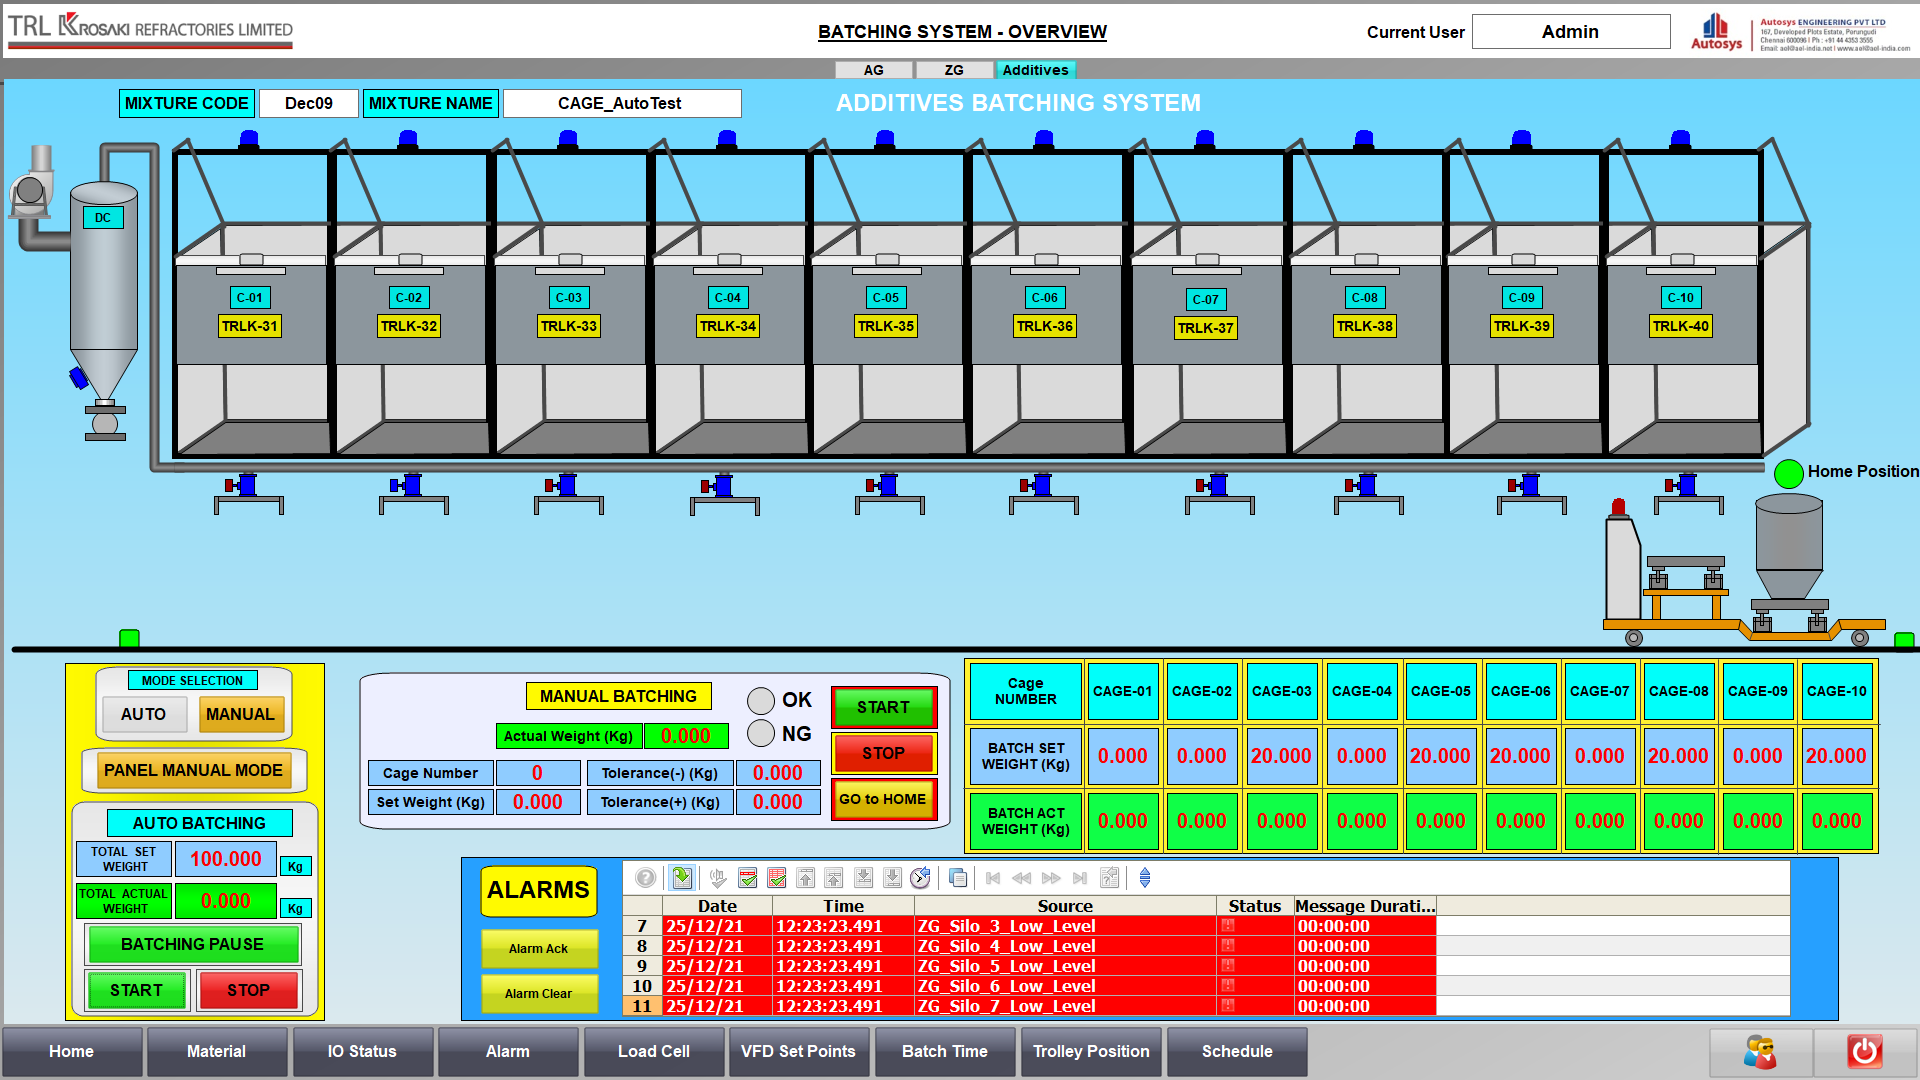 TRL KROSAKI REFRACTORIES LIMITED
BATCHING SYSTEM - OVERVIEW
Current User
Admin
Autosys
Autosys ENGINEERING PVT LTD
167, Developed Plots Estate, Perungudi
Chennai 600096 | Ph : +91 44 4353 3555
AG
ZG
Additives
MIXTURE CODE
Dec09
MIXTURE NAME
CAGE_AutoTest
ADDITIVES BATCHING SYSTEM
DC
C-01
C-02
C-03
C-04
C-05
C-06
C-07
C-08
C-09
C-10
TRLK-31
TRLK-32
TRLK-33
TRLK-34
TRLK-35
TRLK-36
TRLK-37
TRLK-38
TRLK-39
TRLK-40
Home Position
MODE SELECTION
AUTO
MANUAL
PANEL MANUAL MODE
AUTO BATCHING
TOTAL SET
WEIGHT
100.000
Kg
TOTAL ACTUAL
WEIGHT
0.000
Kg
BATCHING PAUSE
START
STOP
MANUAL BATCHING
OK
NG
Actual Weight (Kg)
0.000
Cage Number
0
Tolerance(-) (Kg)
0.000
Set Weight (Kg)
0.000
Tolerance(+) (Kg)
0.000
START
STOP
GO to HOME
Cage
NUMBER
CAGE-01
CAGE-02
CAGE-03
CAGE-04
CAGE-05
CAGE-06
CAGE-07
CAGE-08
CAGE-09
CAGE-10
BATCH SET
WEIGHT (Kg)
0.000
0.000
20.000
0.000
20.000
20.000
0.000
20.000
0.000
20.000
BATCH ACT
WEIGHT (Kg)
0.000
0.000
0.000
0.000
0.000
0.000
0.000
0.000
0.000
0.000
ALARMS
Alarm Ack
Alarm Clear
Date Time Source Status Message Durati...
7 25/12/21 12:23:23.491 ZG_Silo_3_Low_Level 00:00:00
8 25/12/21 12:23:23.491 ZG_Silo_4_Low_Level 00:00:00
9 25/12/21 12:23:23.491 ZG_Silo_5_Low_Level 00:00:00
10 25/12/21 12:23:23.491 ZG_Silo_6_Low_Level 00:00:00
11 25/12/21 12:23:23.491 ZG_Silo_7_Low_Level 00:00:00
Home
Material
IO Status
Alarm
Load Cell
VFD Set Points
Batch Time
Trolley Position
Schedule